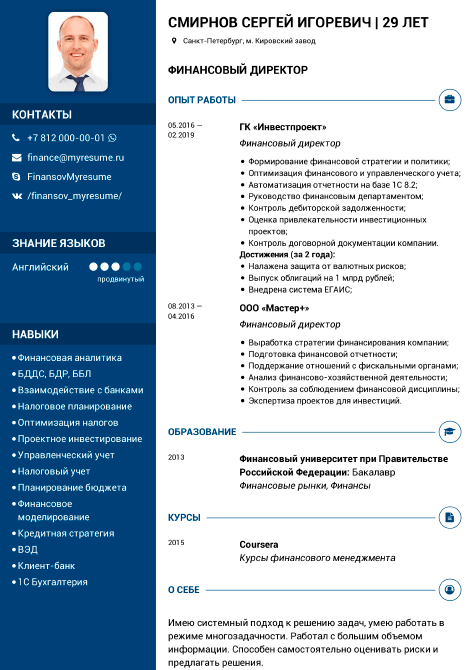 КОНТАКТЫ
+7 812 000-00-01
finance@myresume.ru
FinansovMyresume
/finansov_myresume/
ЗНАНИЕ ЯЗЫКОВ
Английский
продвинутый
НАВЫКИ
Финансовая аналитика
БДДС, БДР, ББЛ
Взаимодействие с банками
Налоговое планирование
Оптимизация налогов
Проектное инвестирование
Управленческий учет
Налоговый учет
Планирование бюджета
Финансовое
моделирование
Кредитная стратегия
ВЭД
Клиент-банк
1С Бухгалтерия
СМИРНОВ СЕРГЕЙ ИГОРЕВИЧ | 29 ЛЕТ
Санкт-Петербург, м. Кировский завод
ФИНАНСОВЫЙ ДИРЕКТОР
ОПЫТ РАБОТЫ
05.2016 —
02.2019
ГК «Инвестпроект»
Финансовый директор
Формирование финансовой стратегии и политики;
Оптимизация финансового и управленческого учета;
Автоматизация отчетности на базе 1С 8.2;
Руководство финансовым департаментом;
Контроль дебиторской задолженности;
Оценка привлекательности инвестиционных
проектов;
Контроль договорной документации компании.
Достижения (за 2 года):
Налажена защита от валютных рисков;
Выпуск облигаций на 1 млрд рублей;
Внедрена система ЕГАИС;
08.2013 —
04.2016
ООО «Мастер+»
Финансовый директор
Выработка стратегии финансирования компании;
Подготовка финансовой отчетности;
Поддержание отношений с фискальными органами;
Анализ финансово-хозяйственной деятельности;
Контроль за соблюдением финансовой дисциплины;
Экспертиза проектов для инвестиций.
ОБРАЗОВАНИЕ
2013
Финансовый университет при Правительстве
Российской Федерации: Бакалавр
Финансовые рынки, Финансы
КУРСЫ
2015
Coursera
Курсы финансового менеджмента
О СЕБЕ
Имею системный подход к решению задач, умею работать в
режиме многозадачности. Работал с большим объемом
информации. Способен самостоятельно оценивать риски и
предлагать решения.